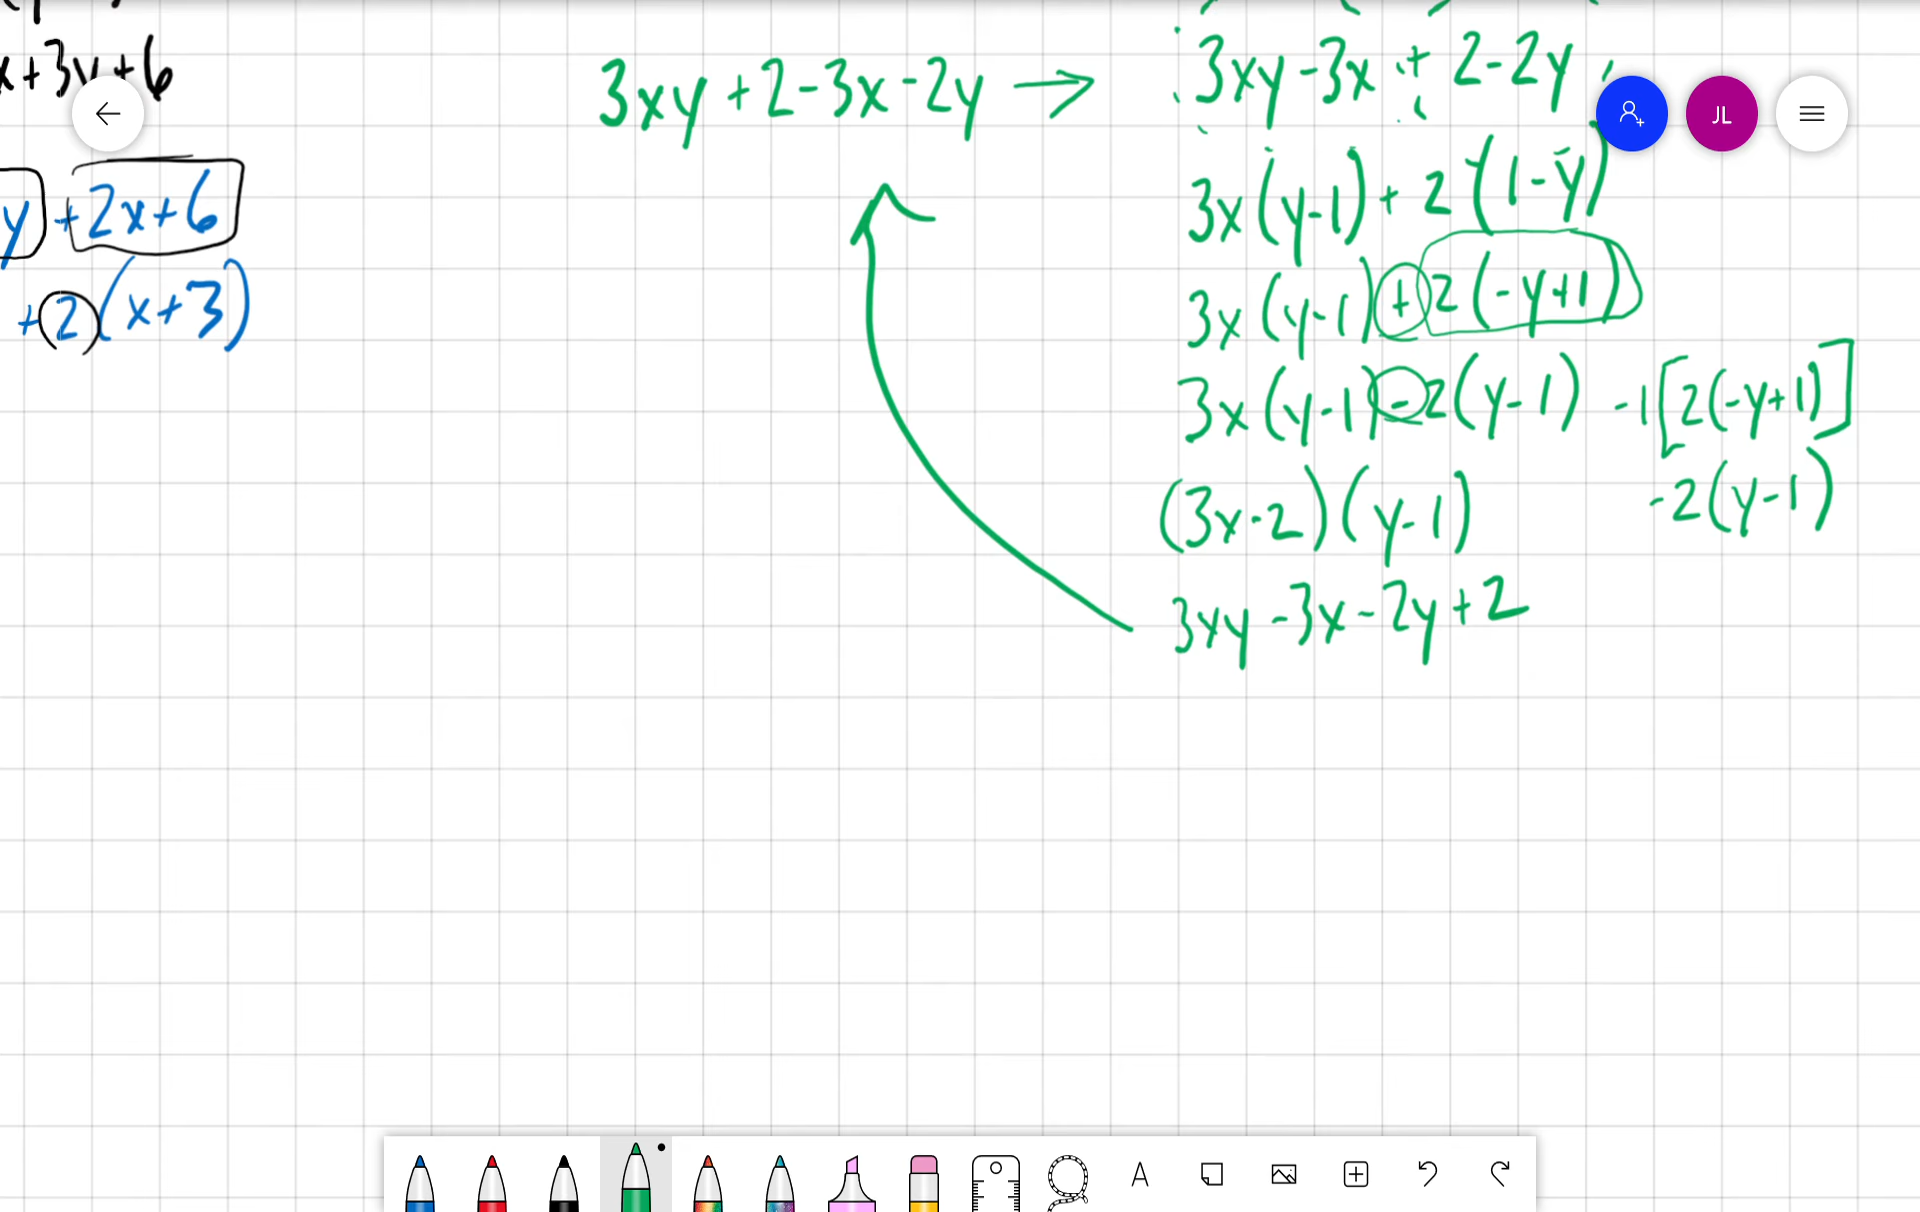 x+3y+6
y +2x+6
+2(x+3)
3xy+2-3x-2y →
3xy-3x+2-2y
3x(y-1)+2(1-y)
3x(y-1)+2(-y+1)
3x(y-1)-2(y-1)
-1[2(-y+1)]
(3x-2)(y-1)
-2(y-1)
3xy-3x-2y+2
JL
A